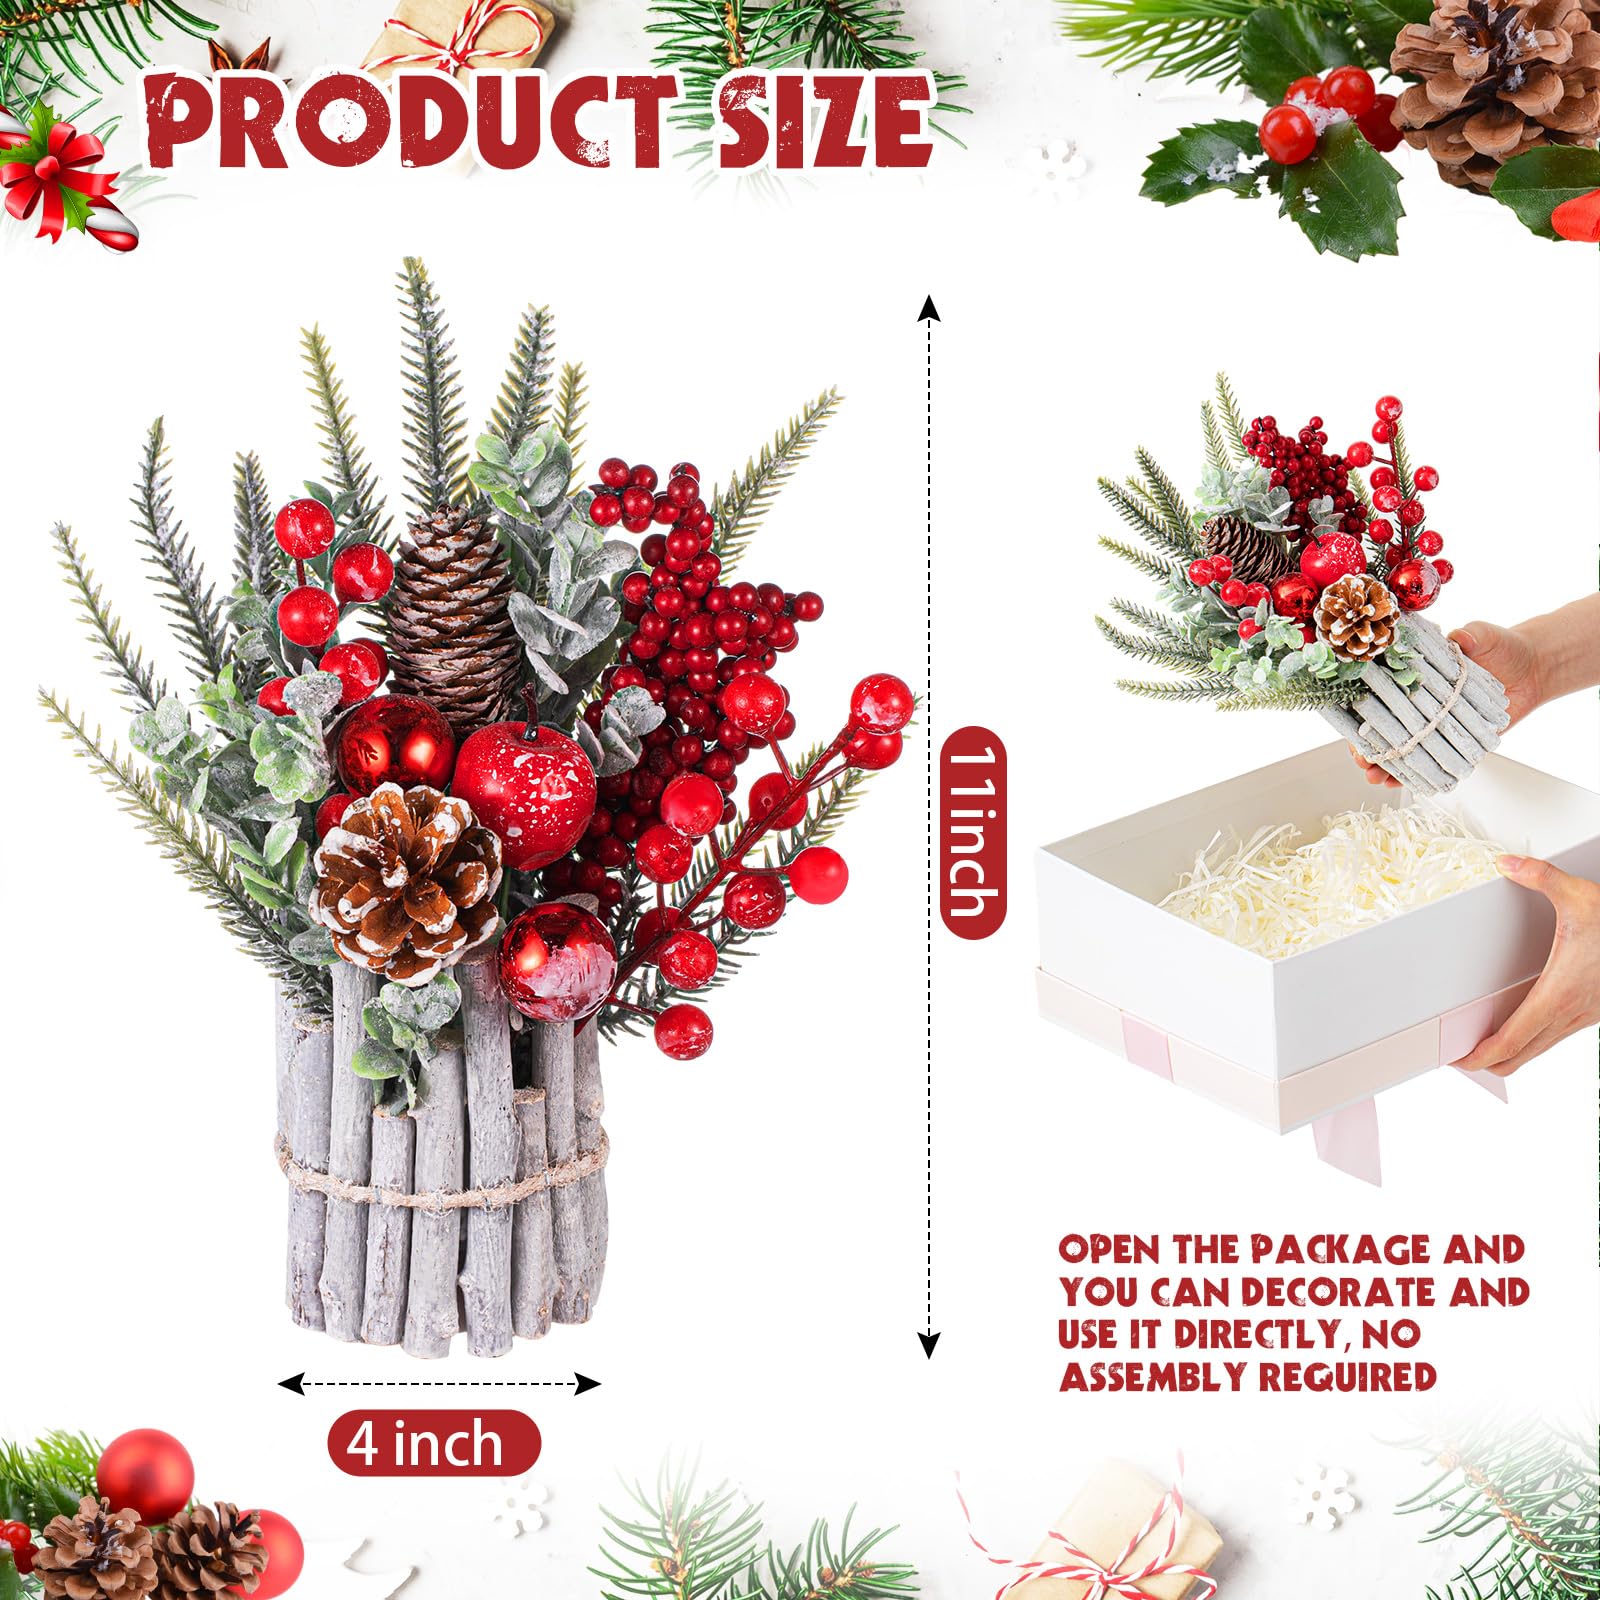 PRODUCT SIZE
11inch
4 inch
OPEN THE PACKAGE AND
YOU CAN DECORATE AND
USE IT DIRECTLY, NO
ASSEMBLY REQUIRED